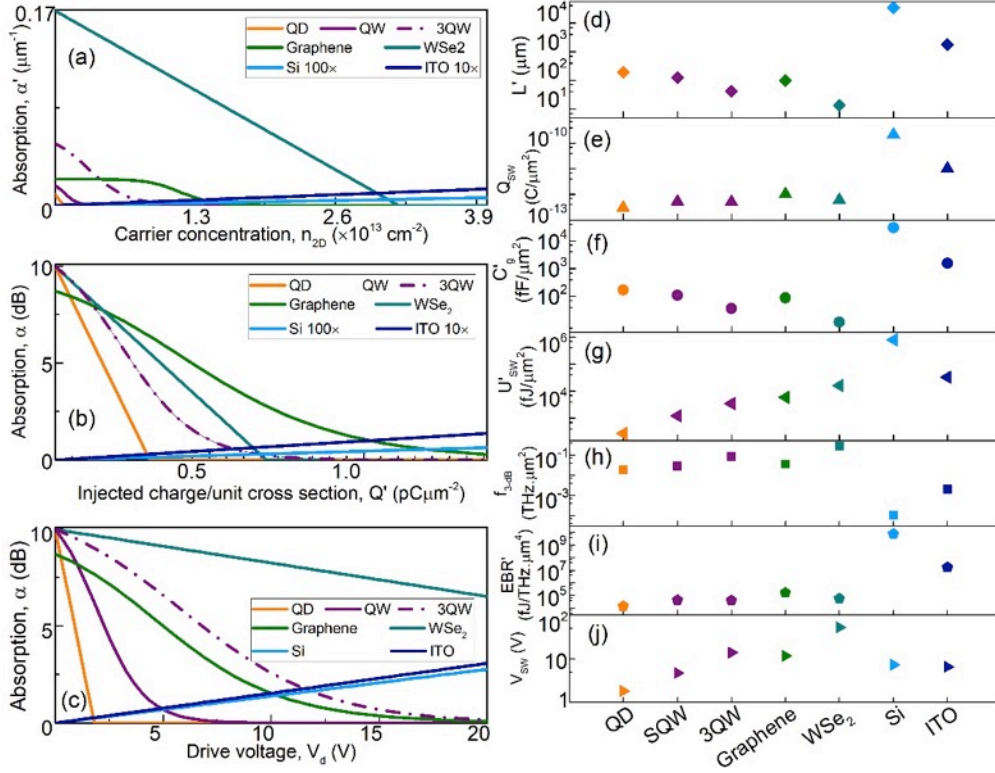 0.17
(a)
QD QW 3QW
Graphene WSe2
Si 100× ITO 10×
Absorption, α' (μm⁻¹)
0
0 1.3 2.6 3.9
Carrier concentration, n2D (×10¹³ cm⁻²)
10
QD QW 3QW
Graphene WSe₂
Si 100× ITO 10×
5
Absorption, α (dB)
(b)
0
0.5 1.0
Injected charge/unit cross section, Q' (pCμm⁻²)
10
QD QW 3QW
Graphene WSe₂
Si ITO
5
Absorption, α (dB)
(c)
0
5 10 15 20
Drive voltage, Vd (V)
(d)
10⁴
10³
10²
10¹
L' (μm)
(e)
10⁻¹⁰
10⁻¹³
QSW
(C/μm²)
(f)
10⁴
10³
10²
C'g
(fF/μm²)
(g)
10⁶
10⁴
U'SW
(fJ/μm²)
(h)
10⁻¹
10⁻³
f3-dB
(THz.μm²)
(i)
10⁹
10⁷
10⁵
EBR'
(fJ/THz.μm⁴)
(j)
10²
10
1
VSW (V)
QD SQW 3QW Graphene WSe₂ Si ITO